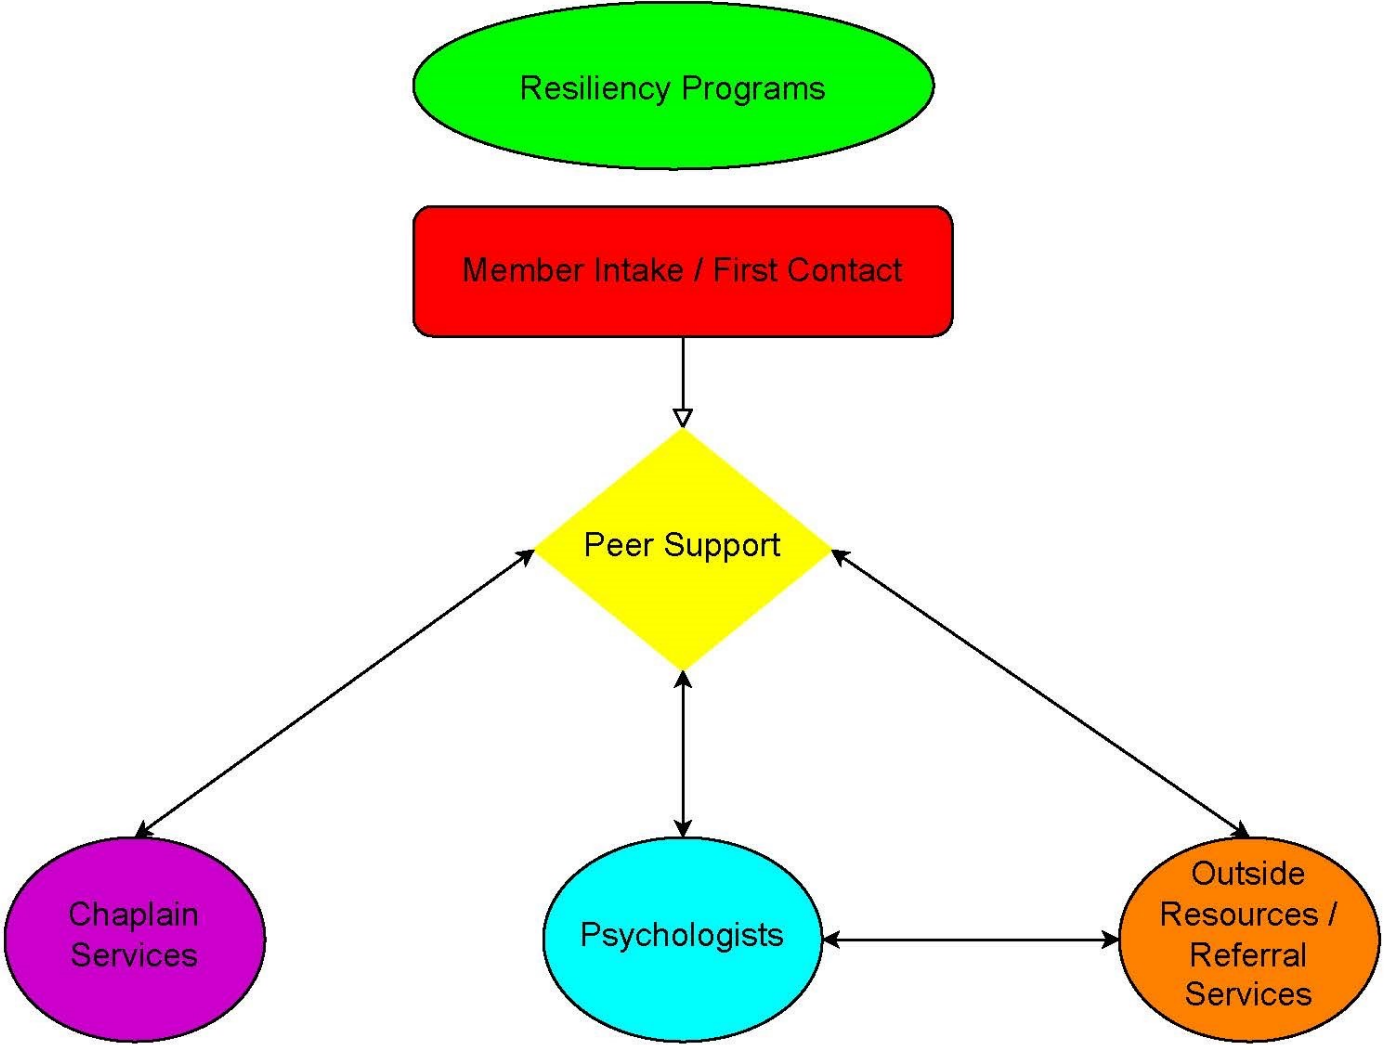 Resiliency Programs
Member Intake / First Contact
Peer Support
Chaplain
Services
Psychologists
Outside
Resources /
Referral
Services